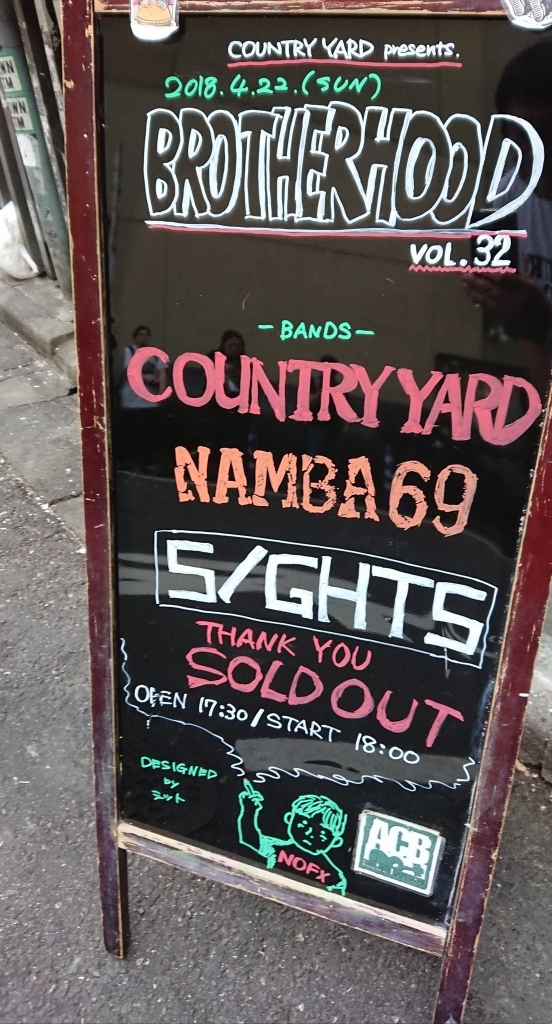 COUNTRY YARD presents.
2018.4.22.(SUN)
BROTHERHOOD
VOL.32
-BANDS-
COUNTRY YARD
NAMBA69
S/GHTS
THANK YOU
SOLD OUT
OPEN 17:30/START 18:00
DESIGNED
by
ミット
NOFX
ACB